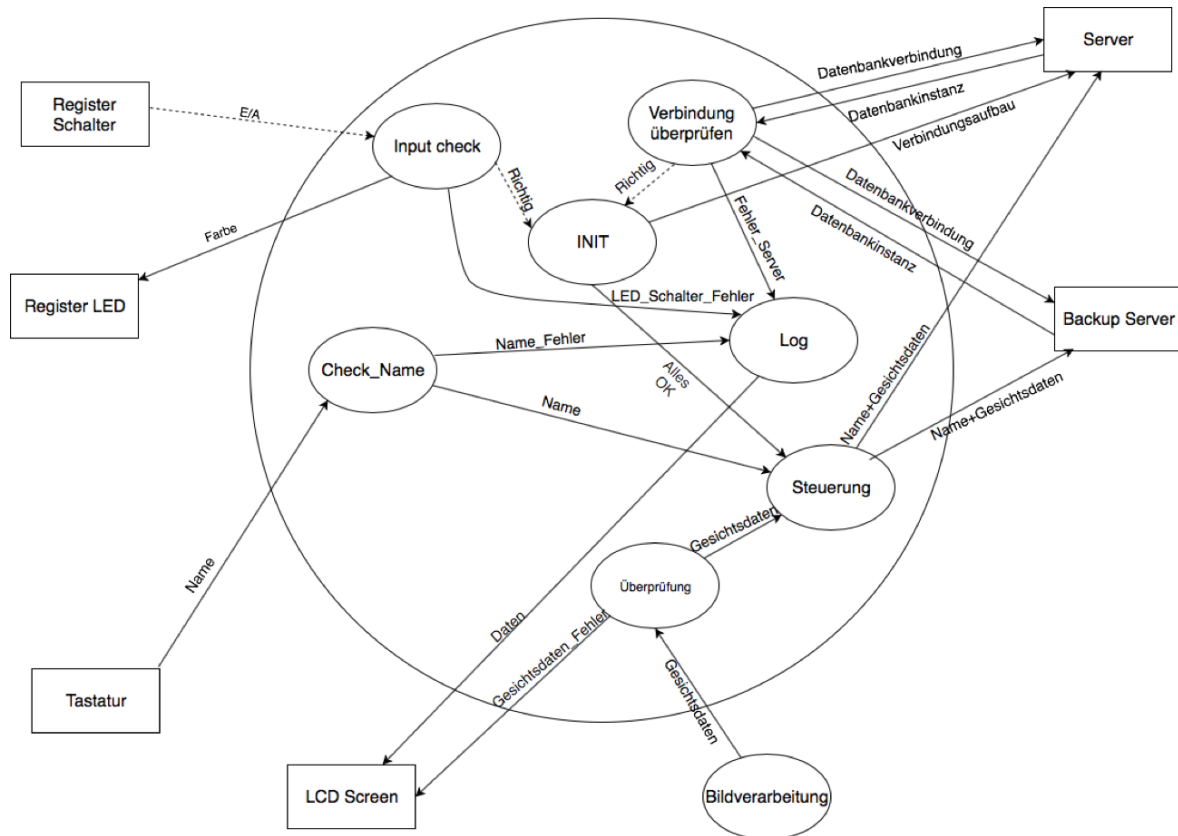 Server
Datenbankverbindung
Register
Schalter
E/A
Verbindung
überprüfen
Datenbankinstanz
Verbindungsaufbau
Input check
Richtig
Richtig
Datenbankverbindung
Farbe
INIT
Fehler_Server
Datenbankinstanz
Register LED
LED_Schalter_Fehler
Backup Server
Name_Fehler
Log
Check_Name
Alles
OK
Name+Gesichtsdaten
Name+Gesichtsdaten
Name
Steuerung
Gesichtsdaten
Name
Überprüfung
Daten
Gesichtsdaten_Fehler
Gesichtsdaten
Tastatur
LCD Screen
Bildverarbeitung